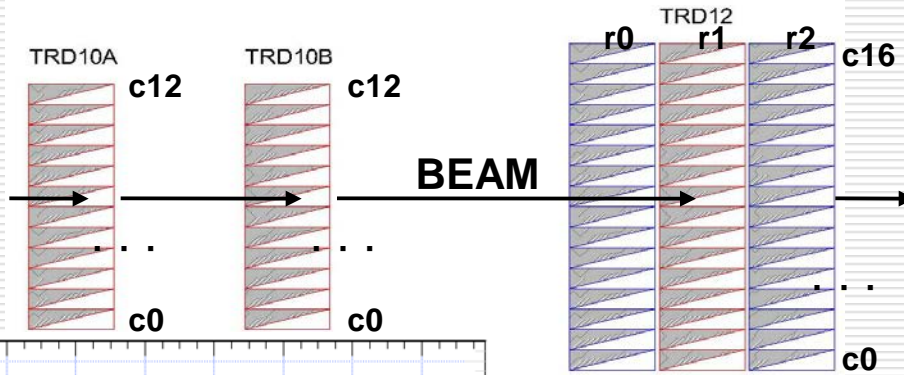 TRD12
TRD10A TRD10B r0 r1 r2
c12 c12 c16
BEAM
. . . . . .
. . .
c0 c0
c0